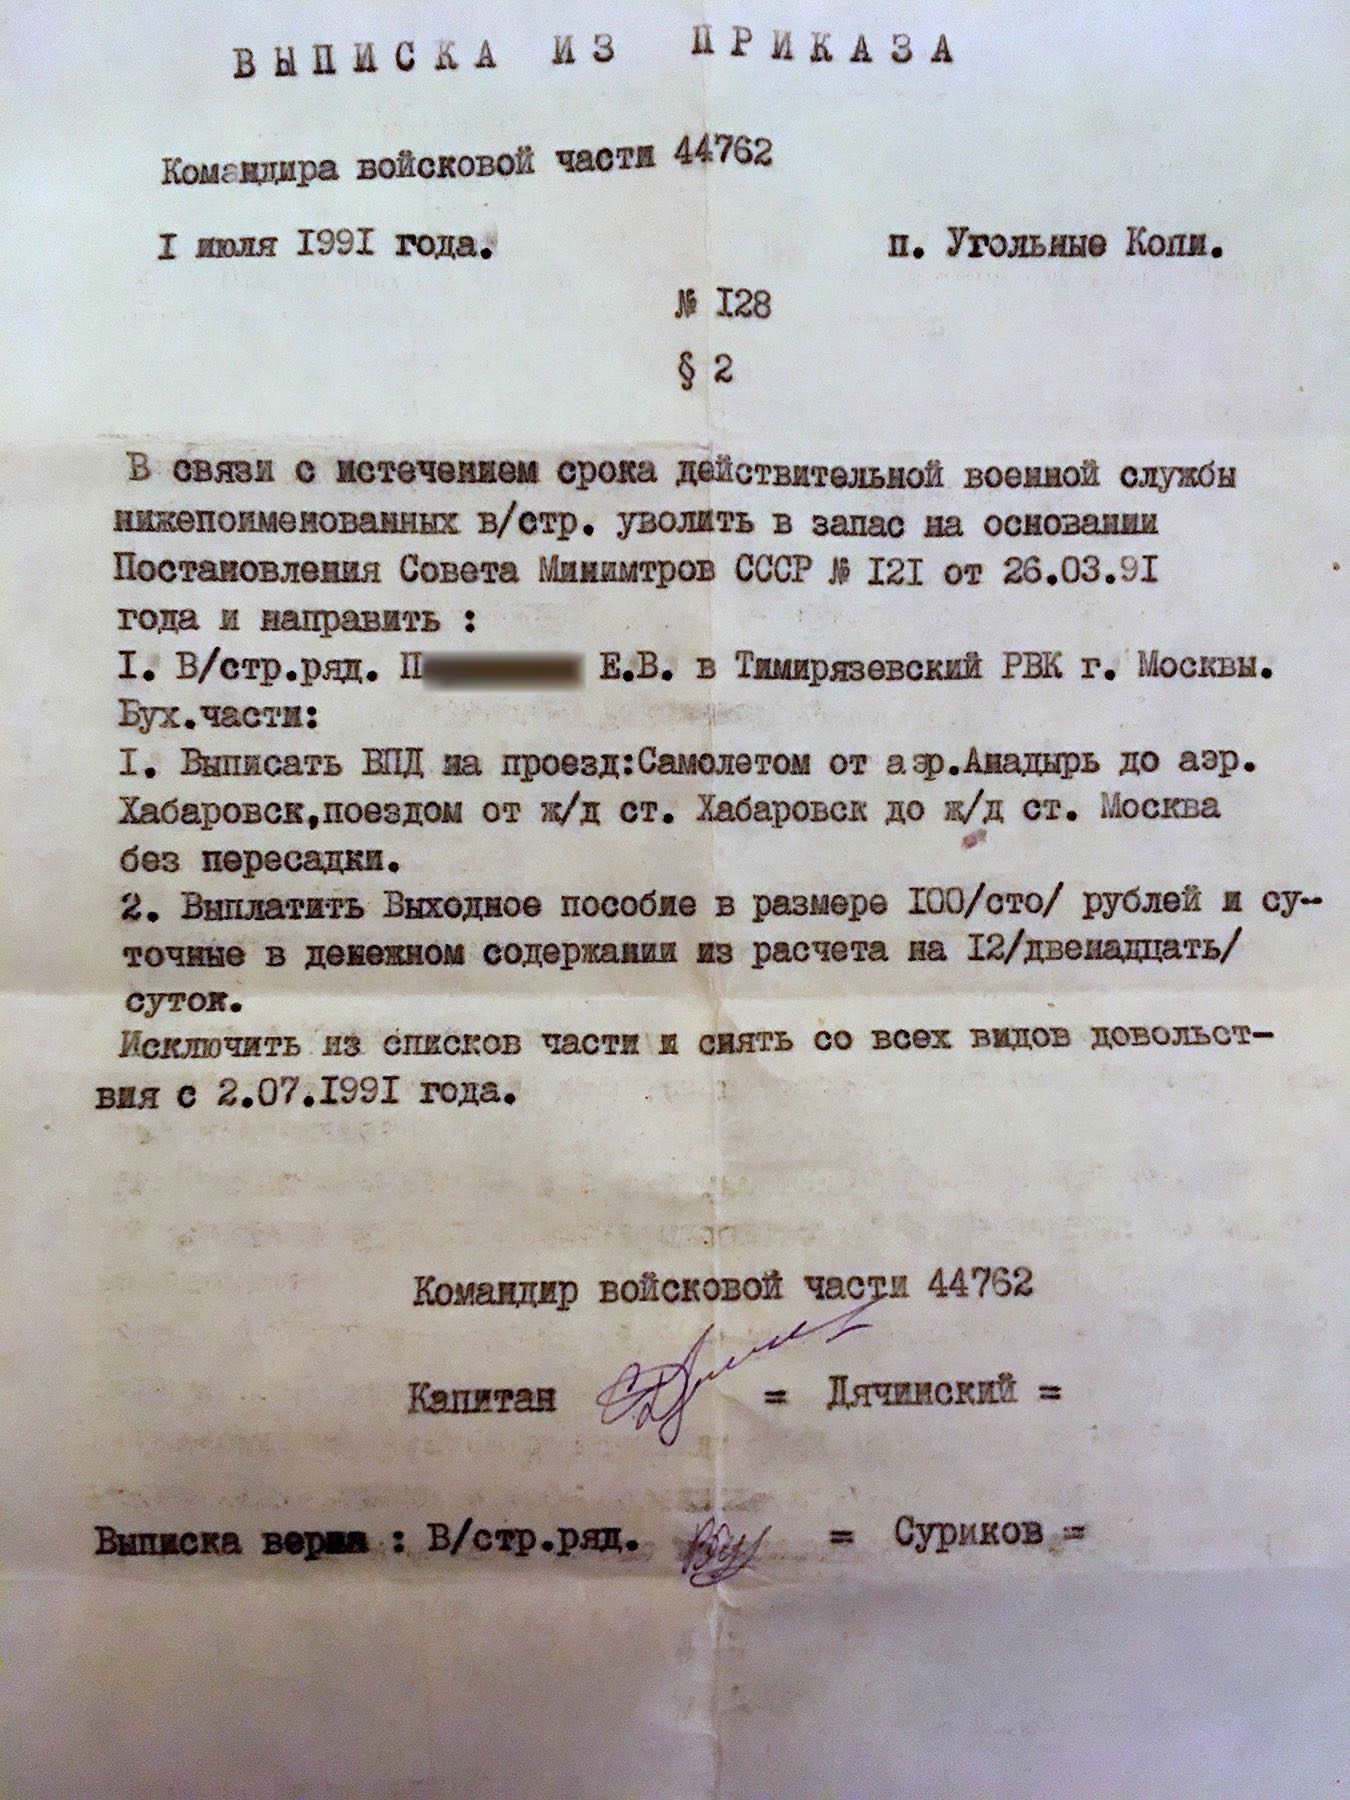 ВЫПИСКА ИЗ ПРИКАЗА
Командира войсковой части 44762
I июля I99I года. п. Угольные Копи.
№ I28
§ 2
В связи с истечением срока действительной военной службы
нижепоименованных в/стр. уволить в запас на основании
Постановления Совета Минимтров СССР № I2I от 26.03.9I
года и направить :
I. В/стр.ряд. П Е.В. в Тимирязевский РВК г. Москвы.
Бух.части:
I. Выписать ВПД на проезд:Самолетом от аэр.Анадырь до аэр.
Хабаровск,поездом от ж/д ст. Хабаровск до ж/д ст. Москва
без пересадки.
2. Выплатить Выходное пособие в размере I00/сто/ рублей и су-
точные в денежном содержании из расчета на I2/двенадцать/
суток.
Исключить из списков части и снять со всех видов довольст-
вия с 2.07.I99I года.
Командир войсковой части 44762
Капитан = Дячинский =
Выписка верна : В/стр.ряд. = Суриков =